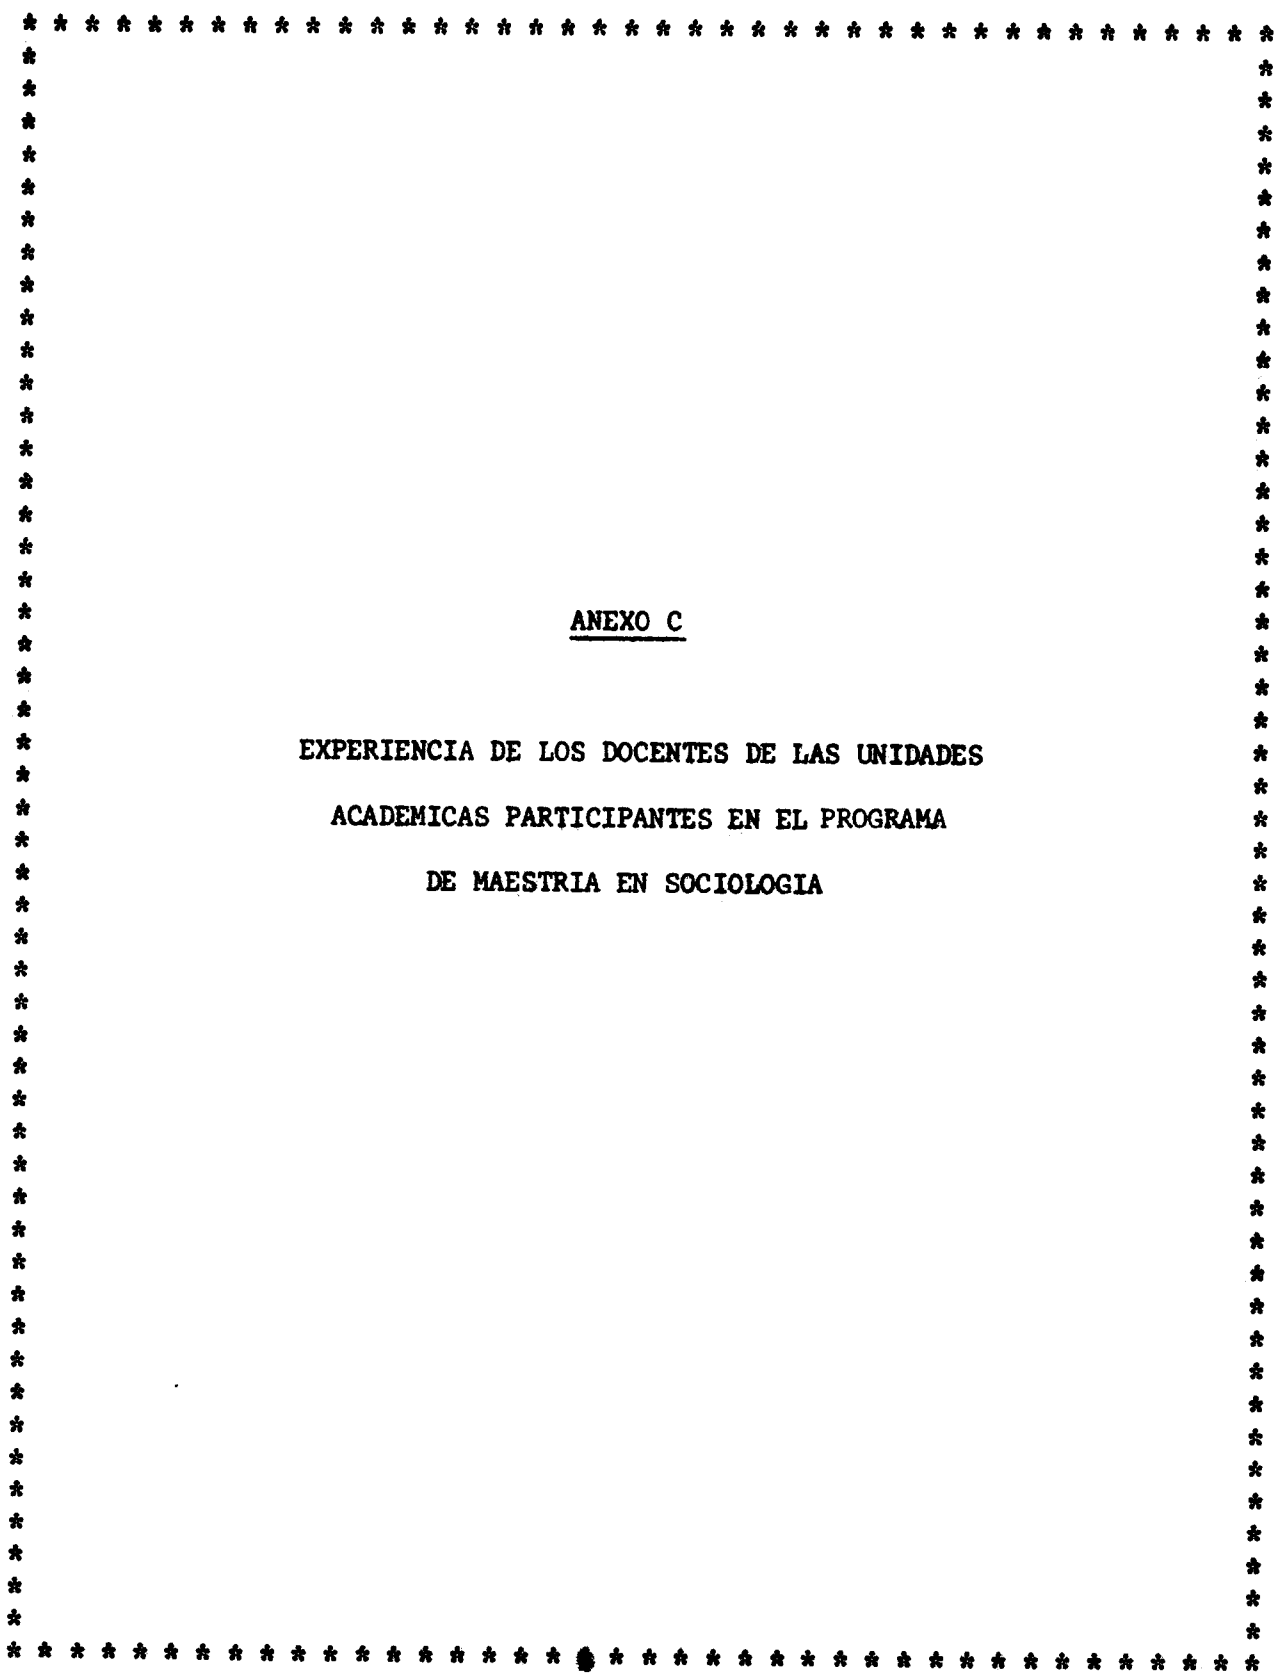 ANEXO C
EXPERIENCIA DE LOS DOCENTES DE LAS UNIDADES
ACADEMICAS PARTICIPANTES EN EL PROGRAMA
DE MAESTRIA EN SOCIOLOGIA